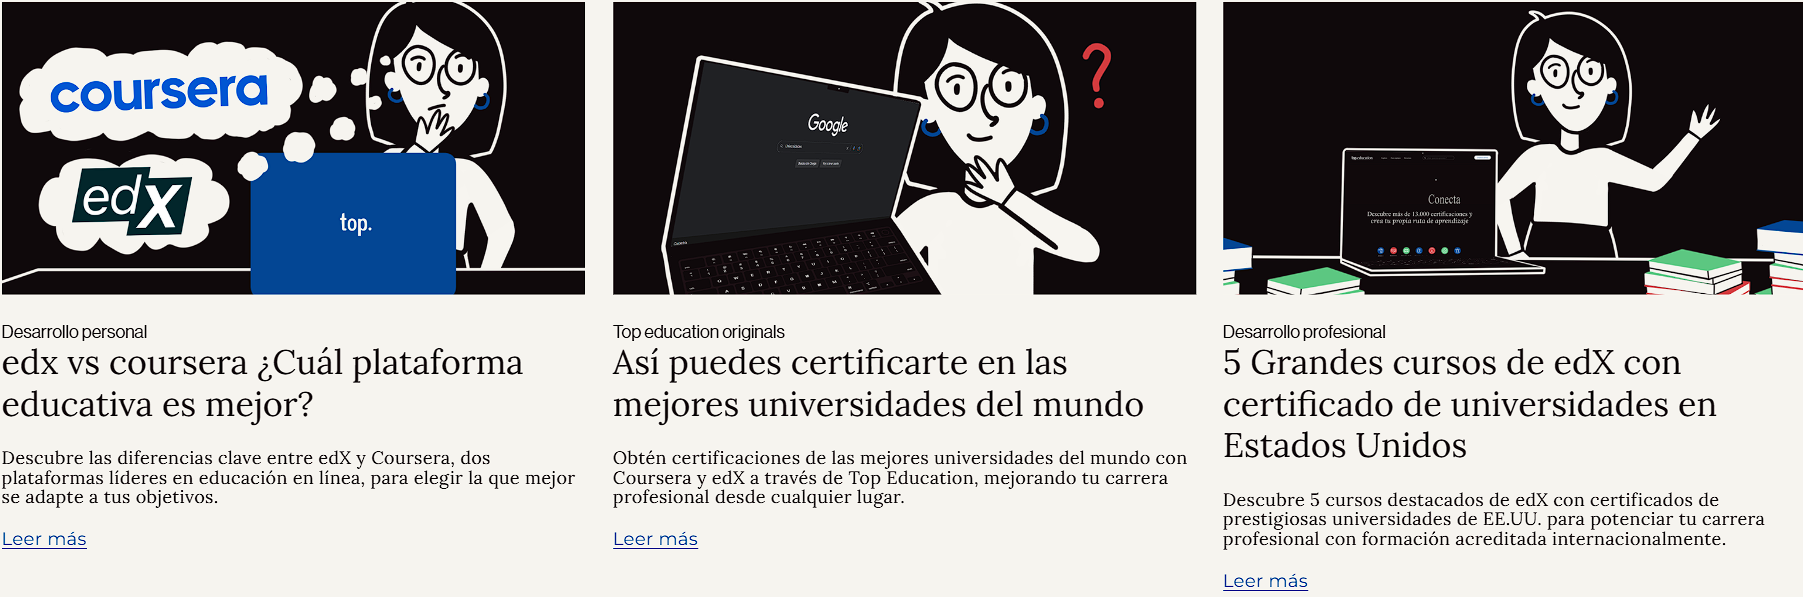 coursera
edX
top.
Desarrollo personal
edx vs coursera ¿Cuál plataforma
educativa es mejor?
Descubre las diferencias clave entre edX y Coursera, dos
plataformas líderes en educación en línea, para elegir la que mejor
se adapte a tus objetivos.
Leer más
Google
Top education originals
Así puedes certificarte en las
mejores universidades del mundo
Obtén certificaciones de las mejores universidades del mundo con
Coursera y edX a través de Top Education, mejorando tu carrera
profesional desde cualquier lugar.
Leer más
top.education
Conecta
Descubre más de 13.000 certificaciones y
crea tu propia ruta de aprendizaje
Desarrollo profesional
5 Grandes cursos de edX con
certificado de universidades en
Estados Unidos
Descubre 5 cursos destacados de edX con certificados de
prestigiosas universidades de EE.UU. para potenciar tu carrera
profesional con formación acreditada internacionalmente.
Leer más